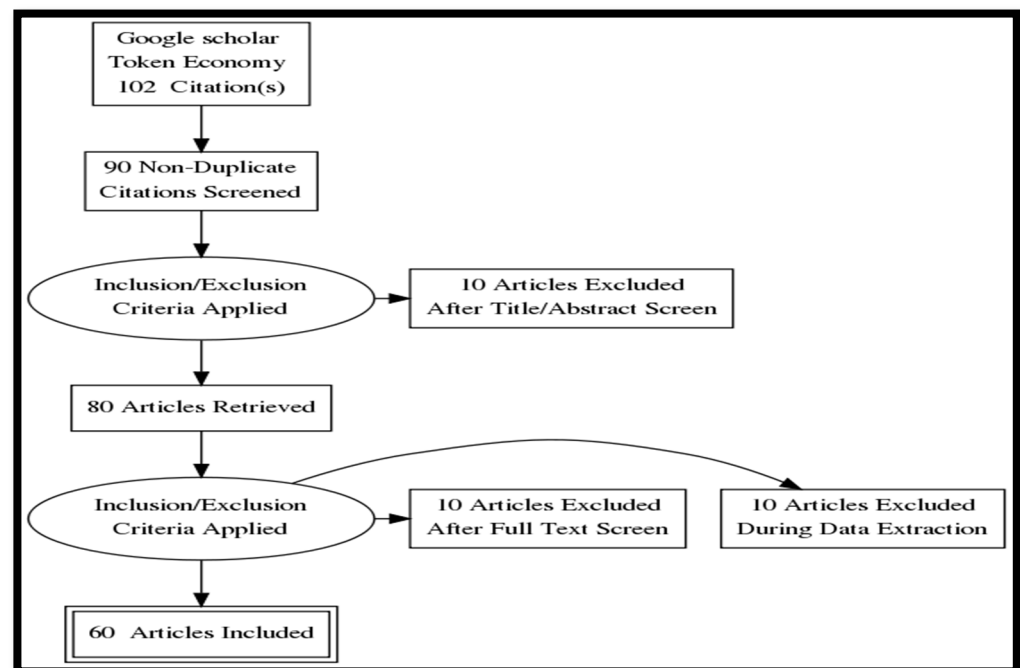 Google scholar
Token Economy
102 Citation(s)
90 Non-Duplicate
Citations Screened
Inclusion/Exclusion
Criteria Applied
10 Articles Excluded
After Title/Abstract Screen
80 Articles Retrieved
Inclusion/Exclusion
Criteria Applied
10 Articles Excluded
After Full Text Screen
10 Articles Excluded
During Data Extraction
60 Articles Included